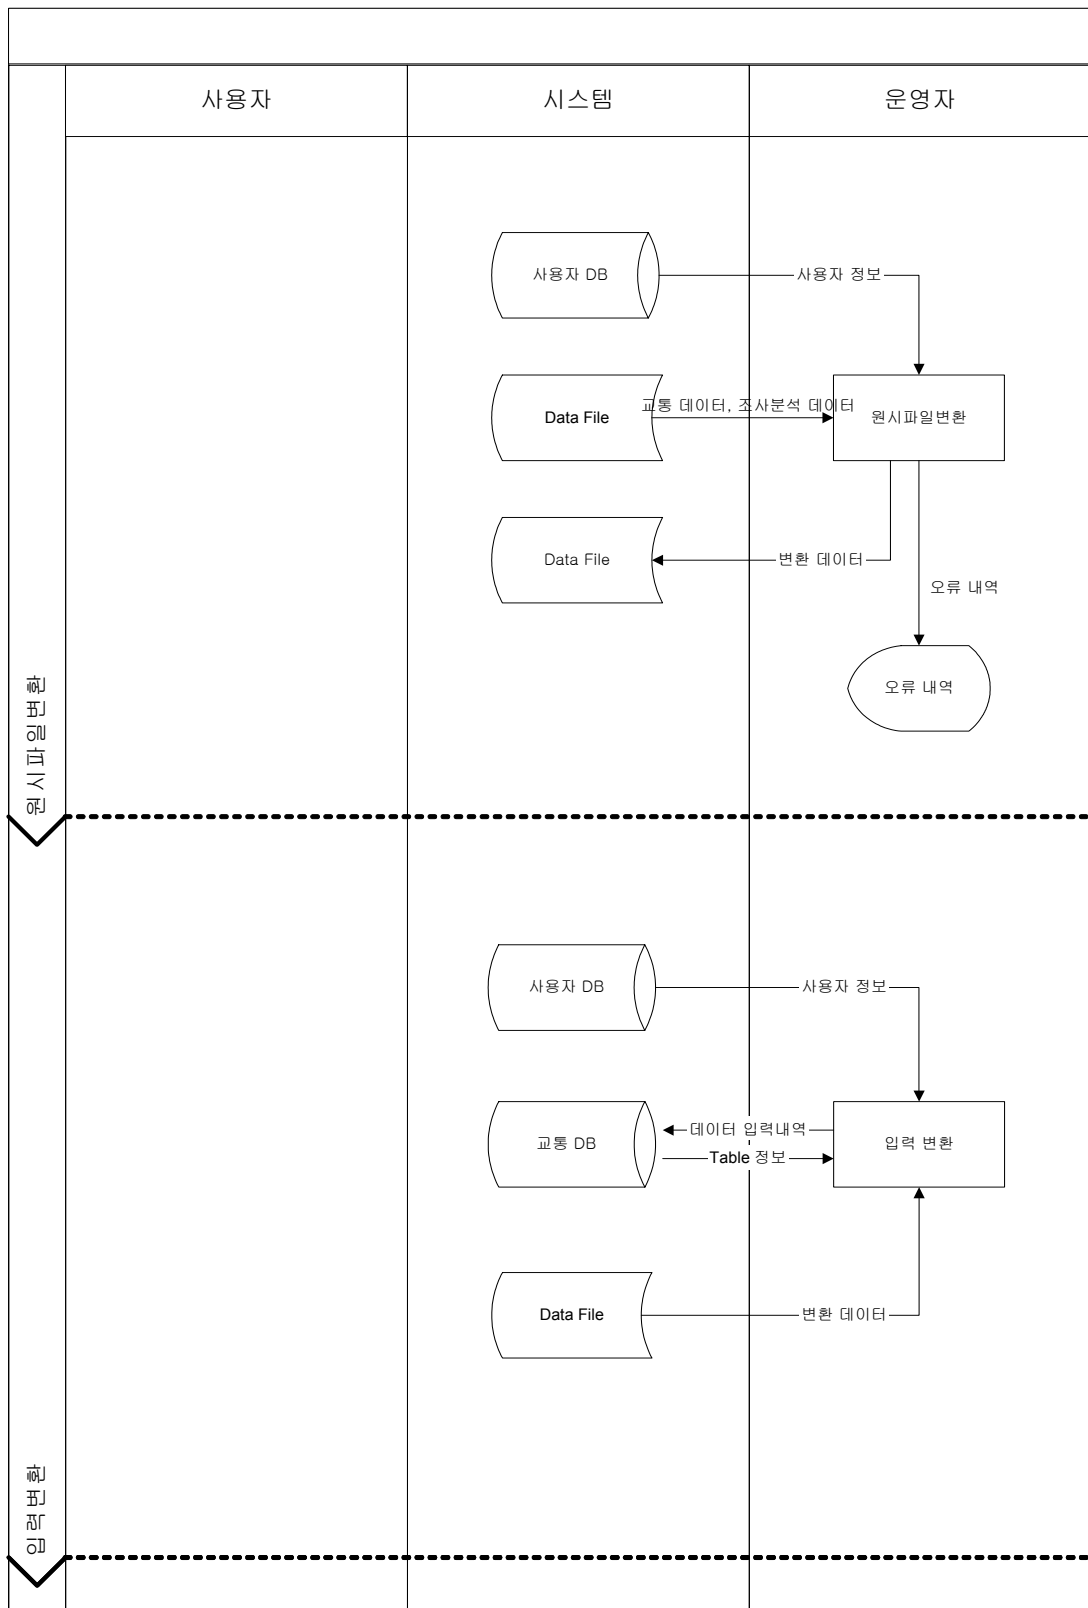 사용자
시스템
운영자
사용자 DB
사용자 정보
Data File
교통 데이터, 조사분석 데이터
원시파일변환
Data File
변환 데이터
오류 내역
오류 내역
원시파일변환
사용자 DB
사용자 정보
교통 DB
데이터 입력내역
Table 정보
입력 변환
Data File
변환 데이터
입력변환